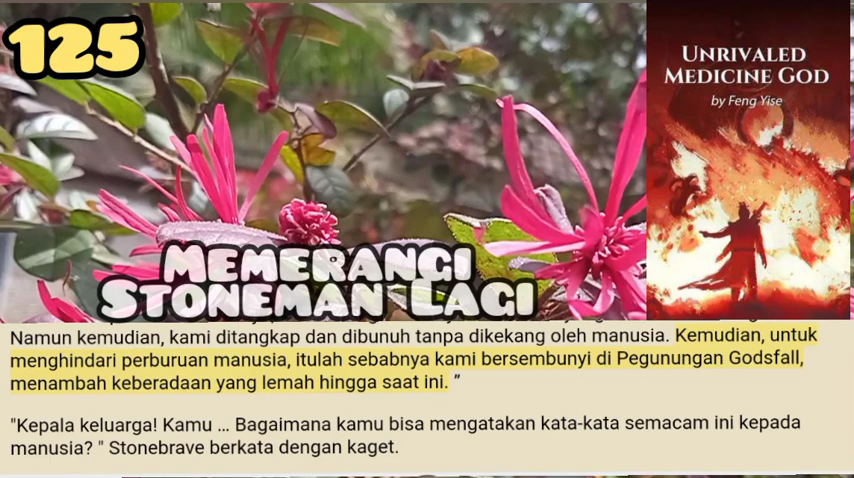 125
UNRIVALED
MEDICINE GOD
by Feng Yise
MEMERANGI
STONEMAN LAGI
Namun kemudian, kami ditangkap dan dibunuh tanpa dikekang oleh manusia. Kemudian, untuk
menghindari perburuan manusia, itulah sebabnya kami bersembunyi di Pegunungan Godsfall,
menambah keberadaan yang lemah hingga saat ini. ”
"Kepala keluarga! Kamu ... Bagaimana kamu bisa mengatakan kata-kata semacam ini kepada
manusia? " Stonebrave berkata dengan kaget.